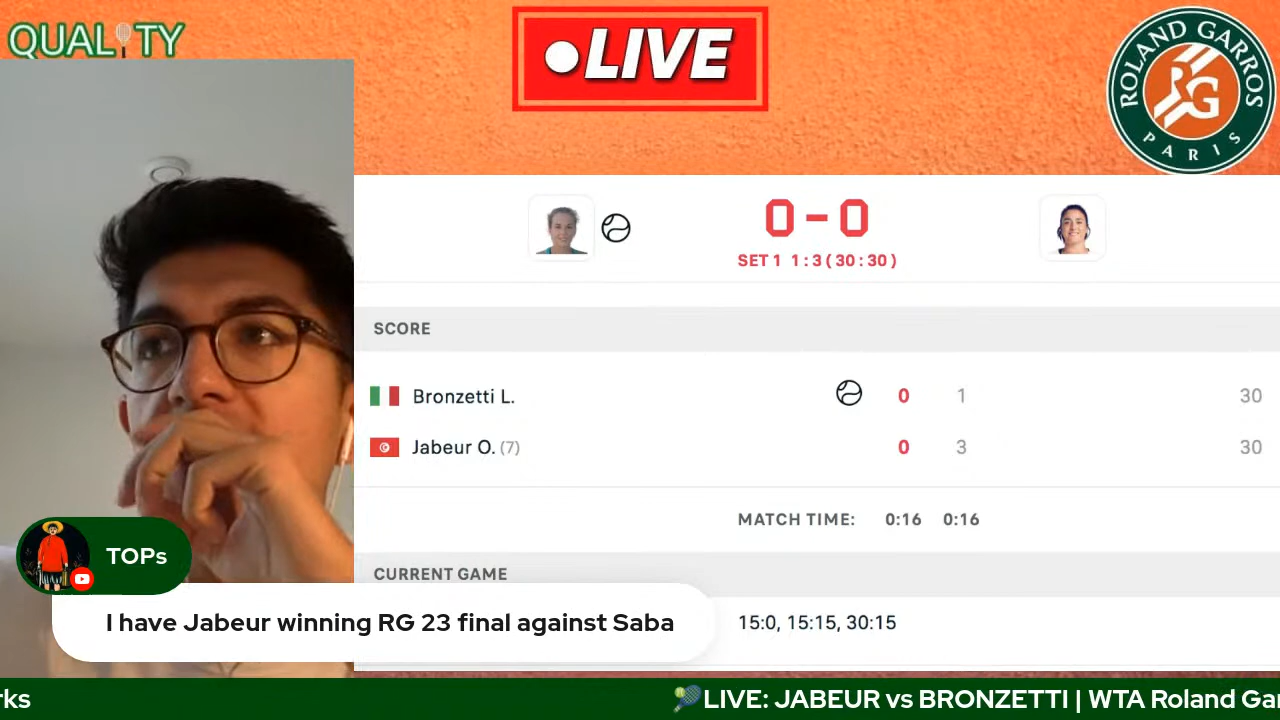 QUALITY
LIVE
ROLAND GARROS
RG
PARIS
0 - 0
SET 1 1 : 3 ( 30 : 30 )
SCORE
Bronzetti L. 0 1 30
Jabeur O. (7) 0 3 30
MATCH TIME: 0:16 0:16
CURRENT GAME
TOPs
I have Jabeur winning RG 23 final against Saba
15:0, 15:15, 30:15
rks
LIVE: JABEUR vs BRONZETTI | WTA Roland Gar